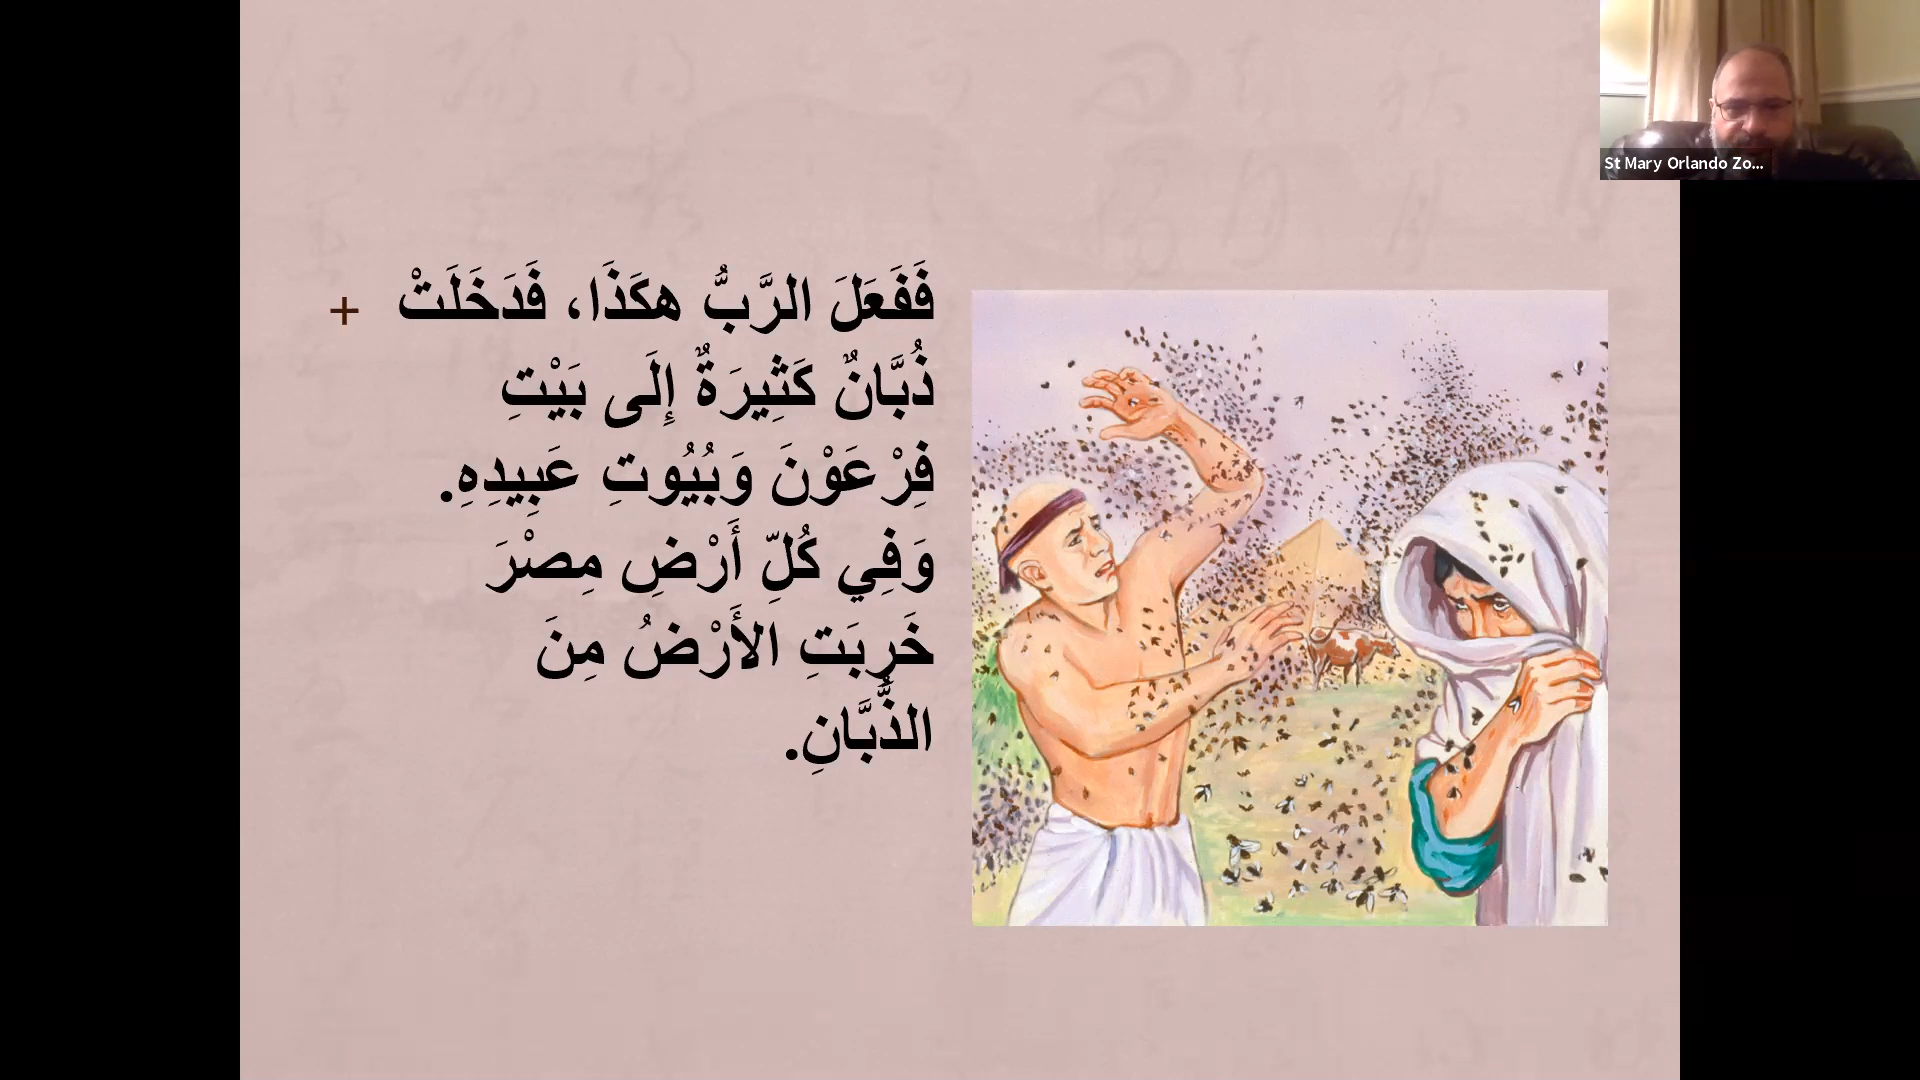 + فَفَعَلَ الرَّبُّ هكَذَا، فَدَخَلَتْ
ذُبَّانٌ كَثِيرَةٌ إِلَى بَيْتِ
فِرْعَوْنَ وَبُيُوتِ عَبِيدِهِ.
وَفِي كُلِّ أَرْضِ مِصْرَ
خَرِبَتِ الأَرْضُ مِنَ
الذُّبَّانِ.
St Mary Orlando Zo...